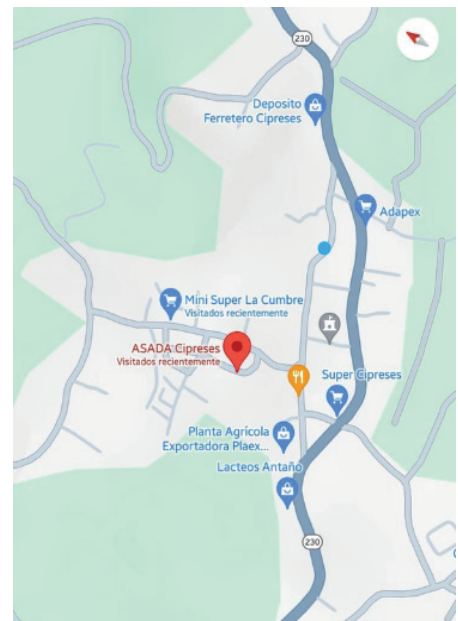 230
Deposito
Ferretero Cipreses
Adapex
Mini Super La Cumbre
Visitados recientemente
ASADA Cipreses
Visitados recientemente
Super Cipreses
Planta Agrícola
Exportadora Plaex...
Lacteos Antaño
230